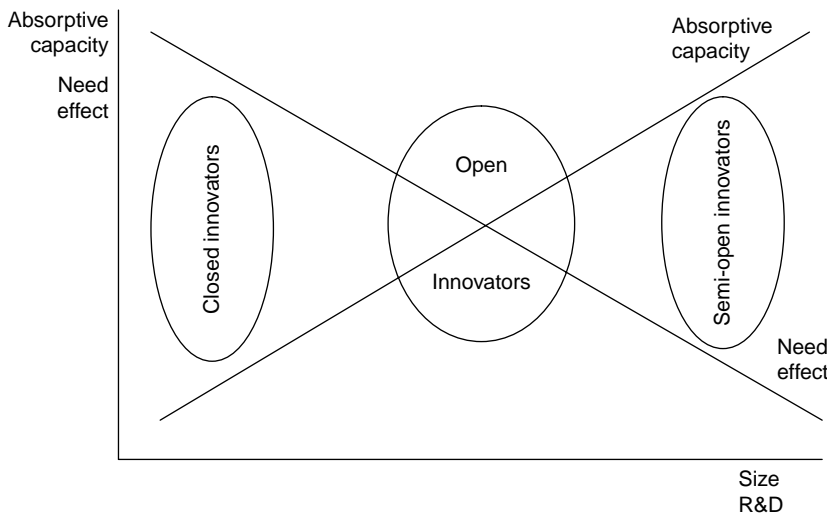 Absorptive
capacity
Need
effect
Absorptive
capacity
Closed innovators
Open
Innovators
Semi-open innovators
Need
effect
Size
R&D